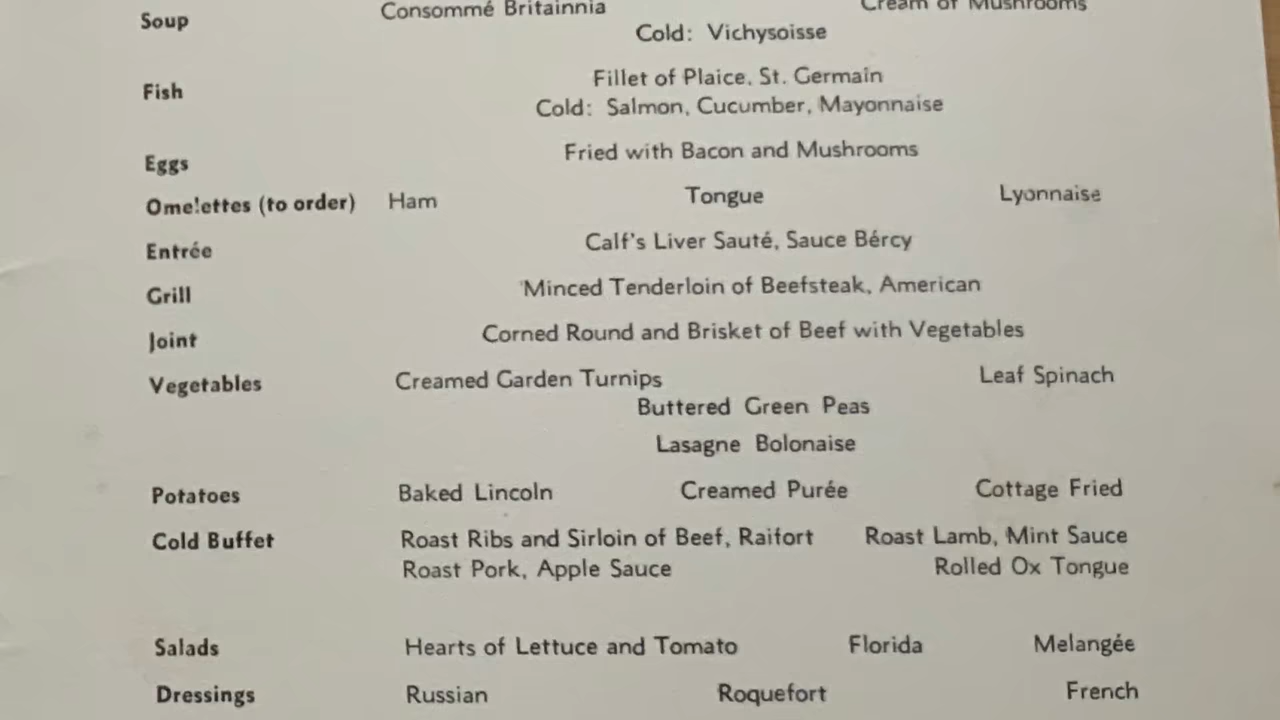 Soup Consommé Britainnia Cream of Mushrooms
Cold: Vichysoisse
Fish Fillet of Plaice, St. Germain
Cold: Salmon, Cucumber, Mayonnaise
Eggs Fried with Bacon and Mushrooms
Omelettes (to order) Ham Tongue Lyonnaise
Entrée Calf's Liver Sauté, Sauce Bércy
Grill Minced Tenderloin of Beefsteak, American
Joint Corned Round and Brisket of Beef with Vegetables
Vegetables Creamed Garden Turnips Leaf Spinach
Buttered Green Peas
Lasagne Bolonaise
Potatoes Baked Lincoln Creamed Purée Cottage Fried
Cold Buffet Roast Ribs and Sirloin of Beef, Raifort Roast Lamb, Mint Sauce
Roast Pork, Apple Sauce Rolled Ox Tongue
Salads Hearts of Lettuce and Tomato Florida Melangée
Dressings Russian Roquefort French